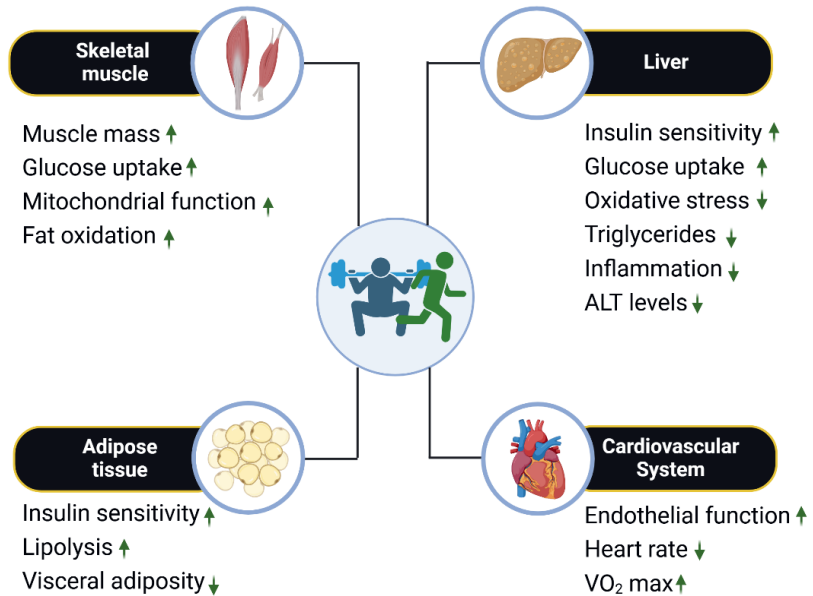 Skeletal
muscle
Muscle mass ↑
Glucose uptake ↑
Mitochondrial function ↑
Fat oxidation ↑
Liver
Insulin sensitivity ↑
Glucose uptake ↑
Oxidative stress ↓
Triglycerides ↓
Inflammation ↓
ALT levels ↓
Adipose
tissue
Insulin sensitivity ↑
Lipolysis ↑
Visceral adiposity ↓
Cardiovascular
System
Endothelial function ↑
Heart rate ↓
VO₂ max ↑